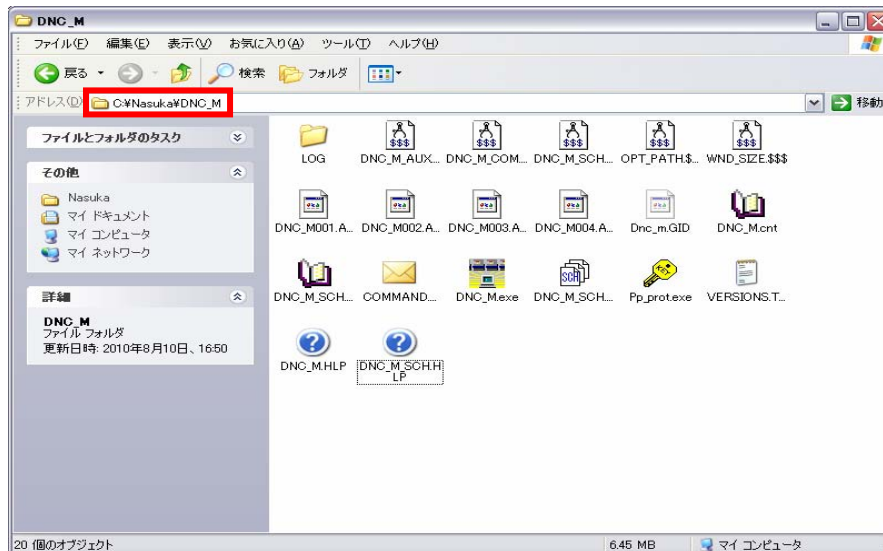 DNC_M
ファイル(F) 編集(E) 表示(V) お気に入り(A) ツール(T) ヘルプ(H)
戻る 検索 フォルダ
アドレス(D) C:¥Nasuka¥DNC_M 移動
ファイルとフォルダのタスク
その他
Nasuka
マイ ドキュメント
マイ コンピュータ
マイ ネットワーク
詳細
DNC_M
ファイル フォルダ
更新日時: 2010年8月10日、16:50
LOG DNC_M_AUX... DNC_M_COM... DNC_M_SCH... OPT_PATH.$... WND_SIZE.$$$
DNC_M001.A... DNC_M002.A... DNC_M003.A... DNC_M004.A... Dnc_m.GID DNC_M.cnt
DNC_M_SCH... COMMAND... DNC_M.exe DNC_M_SCH... Pp_prot.exe VERSIONS.T...
DNC_M.HLP DNC_M_SCH.H
LP
20 個のオブジェクト 6.45 MB マイ コンピュータ